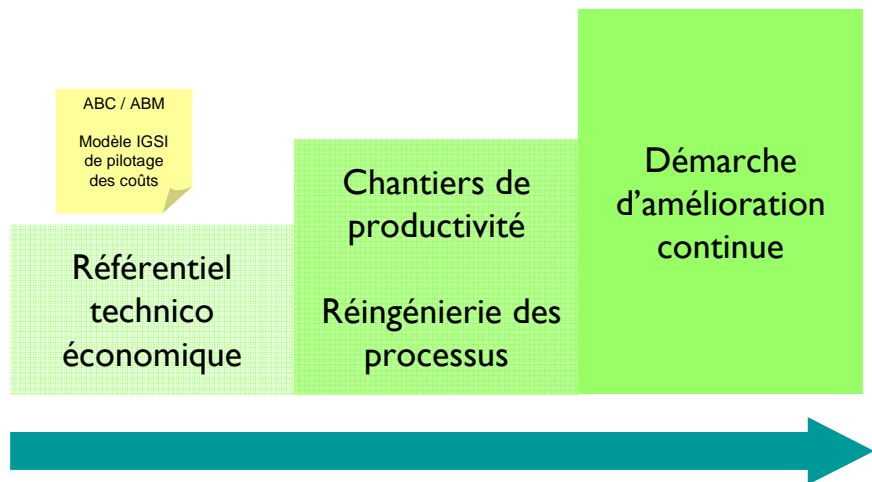 ABC / ABM
Modèle IGSI
de pilotage
des coûts
Référentiel
technico
économique
Chantiers de
productivité
Réingénierie des
processus
Démarche
d'amélioration
continue